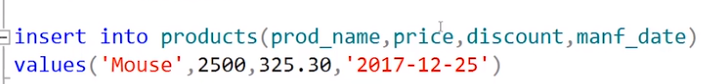 insert into products(prod_name,price,discount,manf_date)
values('Mouse',2500,325.30,'2017-12-25')